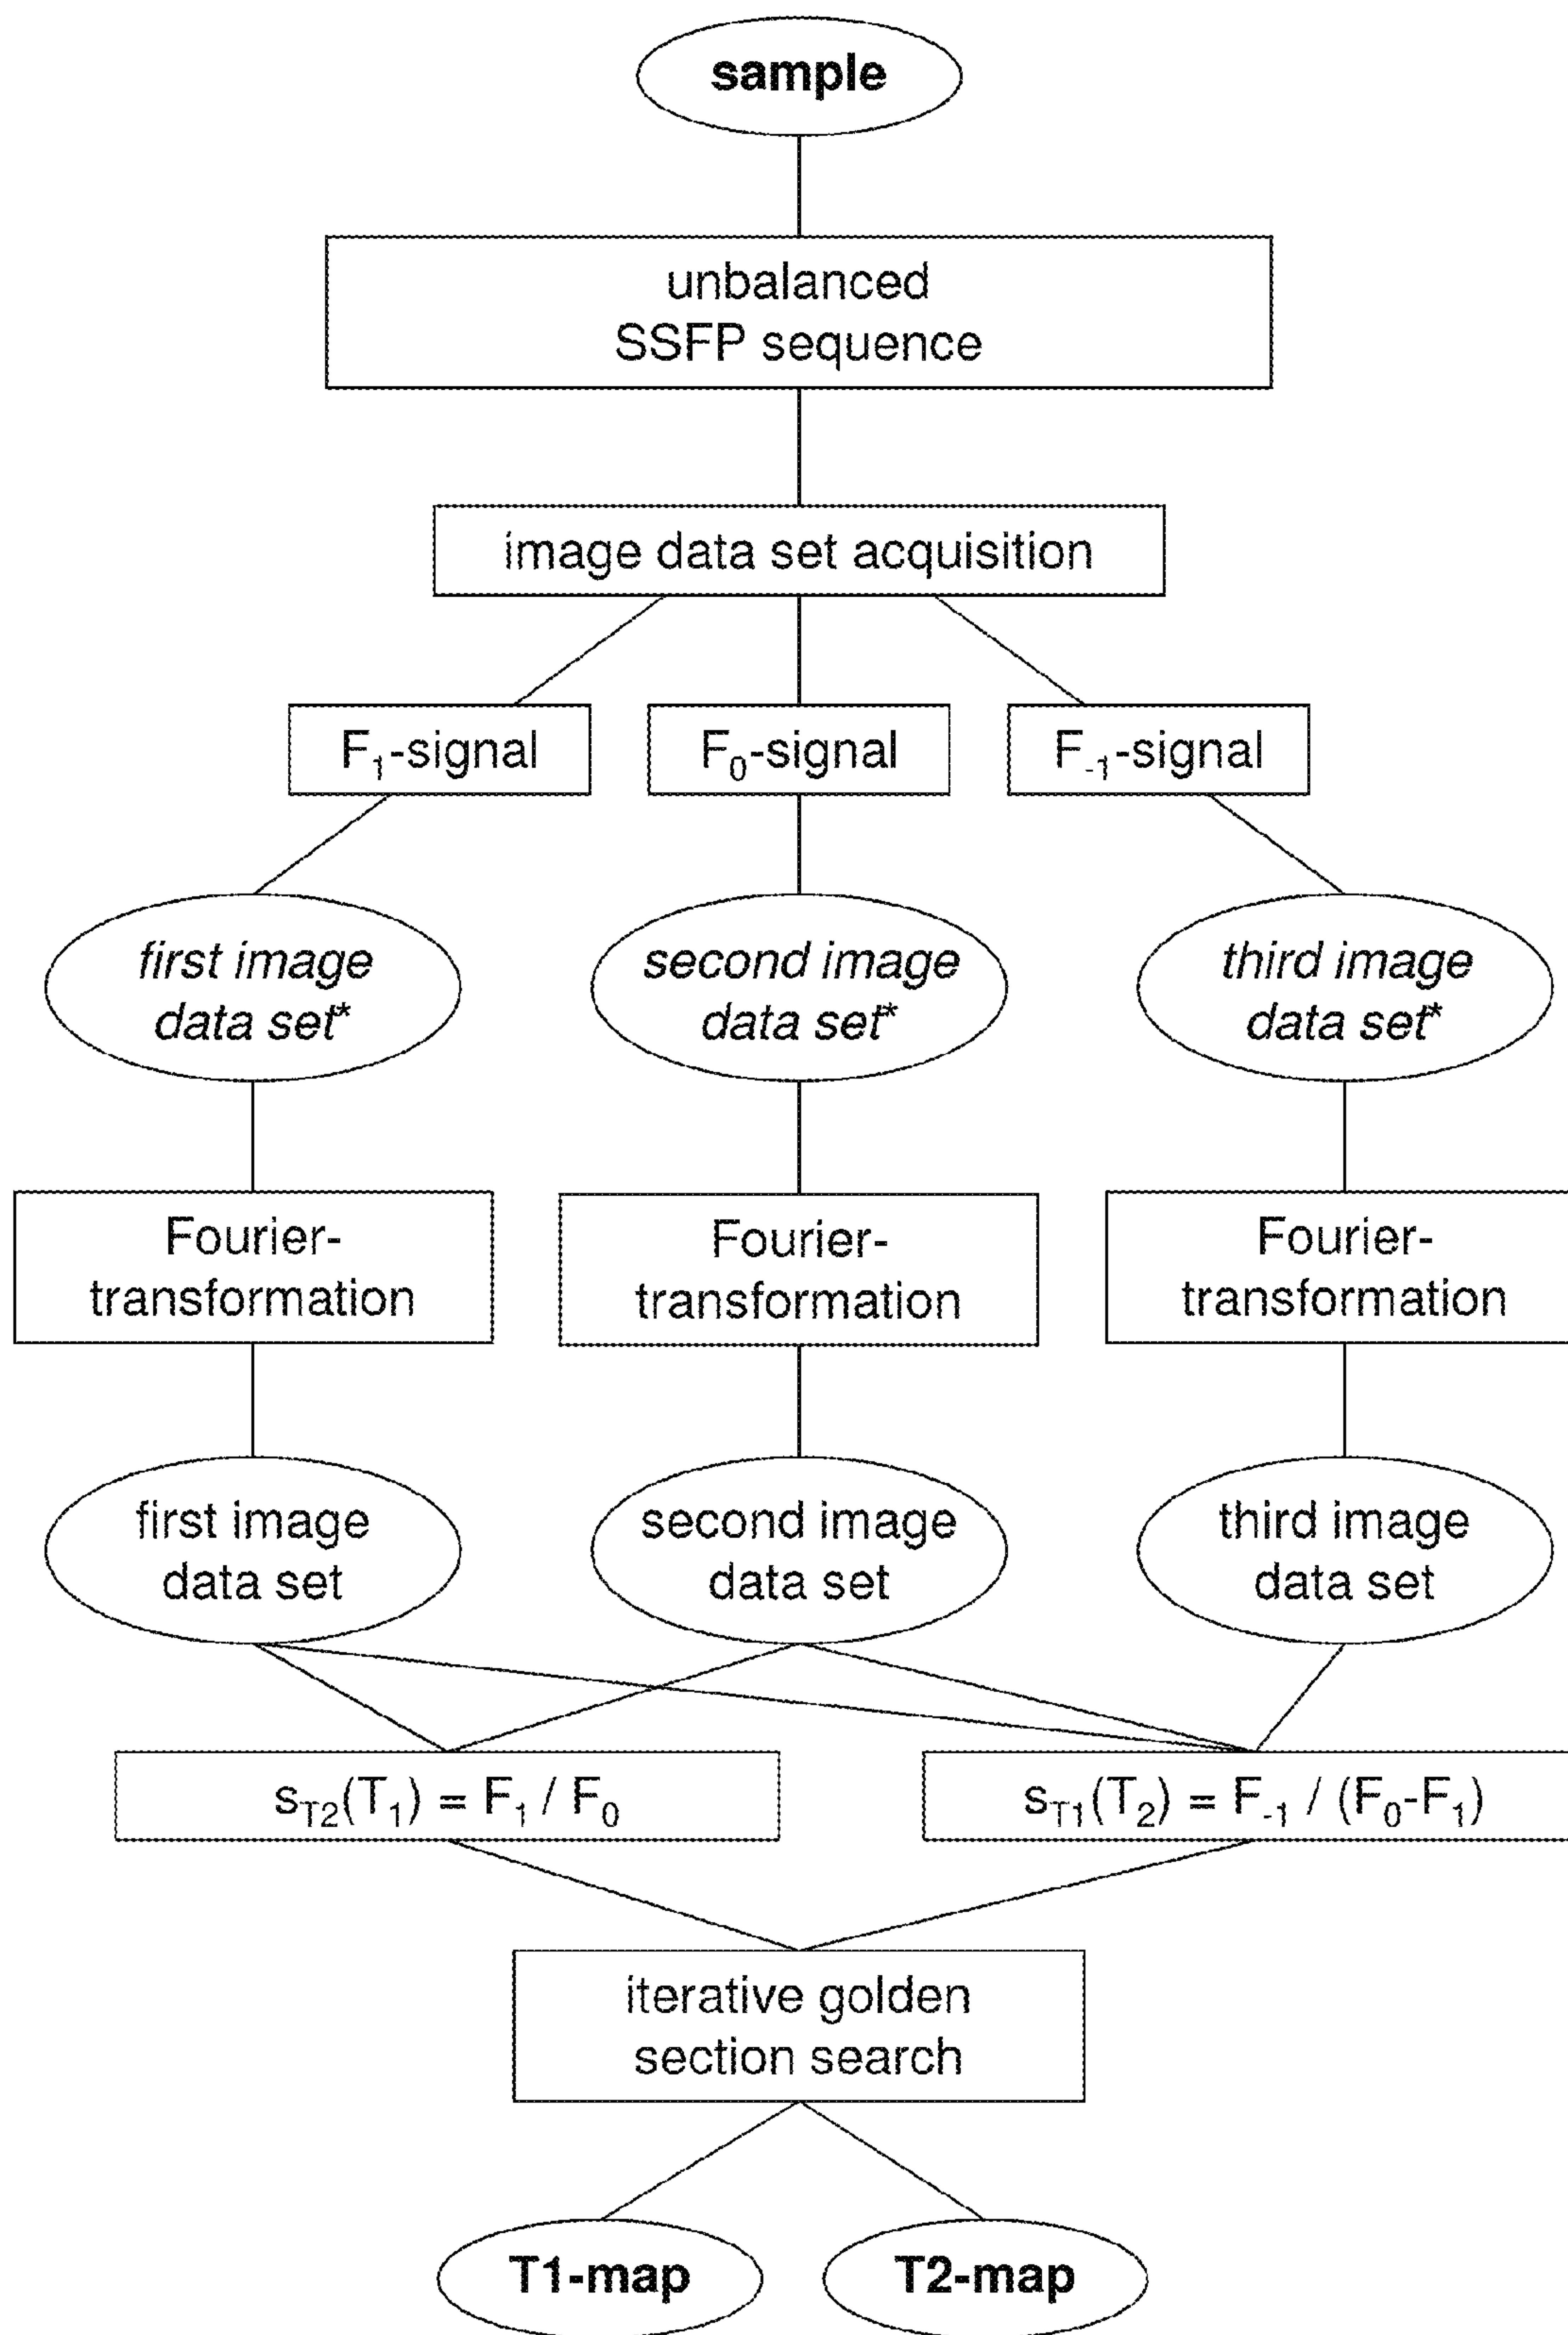 sample
unbalanced
SSFP sequence
image data set acquisition
F₁-signal
F₀-signal
F₋₁-signal
first image
data set*
second image
data set*
third image
data set*
Fourier-
transformation
Fourier-
transformation
Fourier-
transformation
first image
data set
second image
data set
third image
data set
s_T2(T₁) = F₁ / F₀
s_T1(T₂) = F₋₁ / (F₀-F₁)
iterative golden
section search
T1-map
T2-map